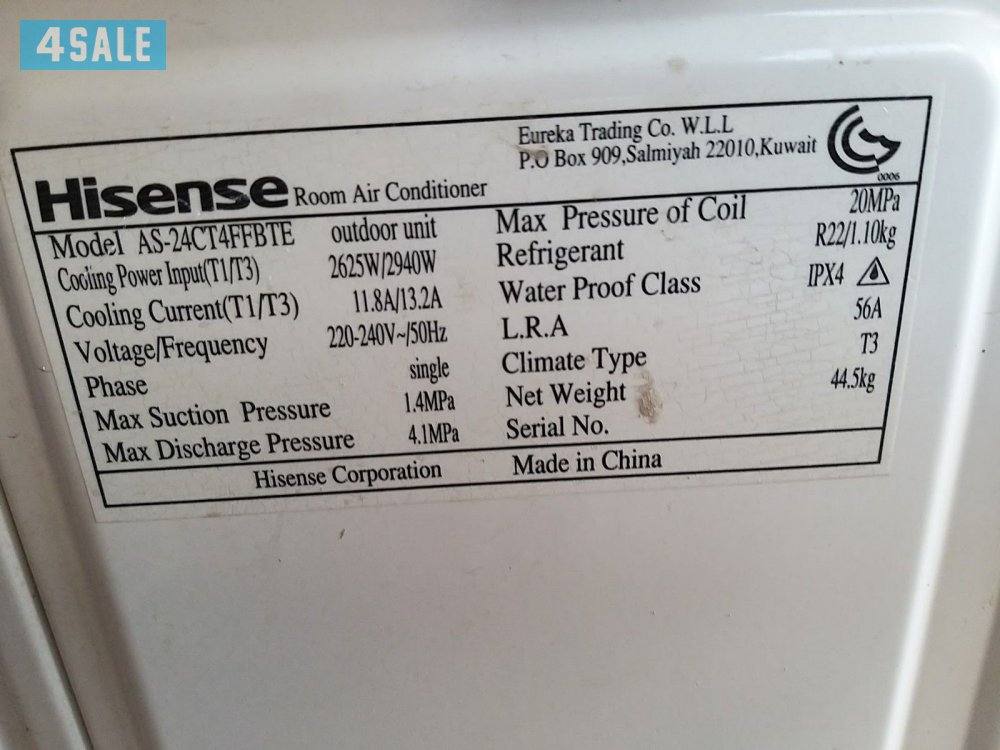 4SALE
Eureka Trading Co. W.L.L
P.O Box 909,Salmiyah 22010,Kuwait
0006
Hisense Room Air Conditioner
Model AS-24CT4FFBTE outdoor unit
Cooling Power Input(T1/T3) 2625W/2940W
Cooling Current(T1/T3) 11.8A/13.2A
Voltage/Frequency 220-240V~/50Hz
Phase single
Max Suction Pressure 1.4MPa
Max Discharge Pressure 4.1MPa
Max Pressure of Coil 20MPa
Refrigerant R22/1.10kg
Water Proof Class IPX4
L.R.A 56A
Climate Type T3
Net Weight 44.5kg
Serial No.
Hisense Corporation Made in China